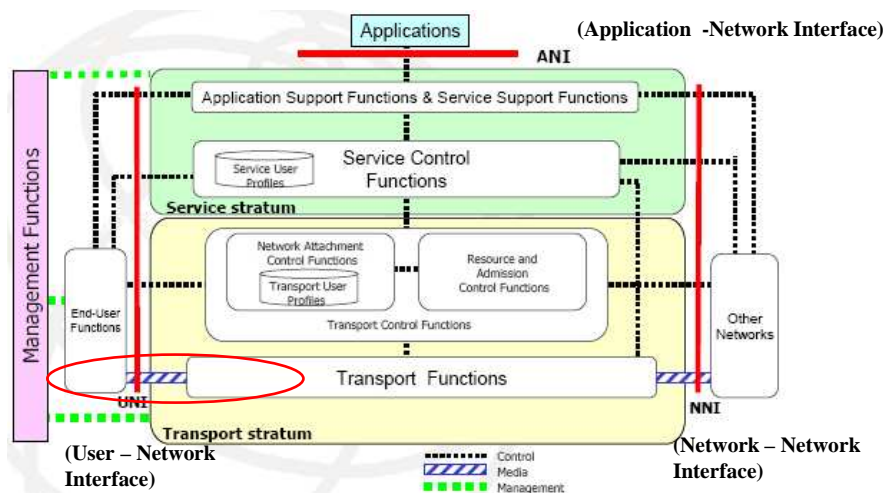 Applications
(Application -Network Interface)
ANI
Management Functions
Application Support Functions & Service Support Functions
Service User
Profiles
Service Control
Functions
Service stratum
Network Attachment
Control Functions
Transport User
Profiles
Resource and
Admission
Control Functions
Transport Control Functions
End-User
Functions
Other
Networks
Transport Functions
UNI
NNI
Transport stratum
(User – Network
Interface)
(Network – Network
Interface)
Control
Media
Management